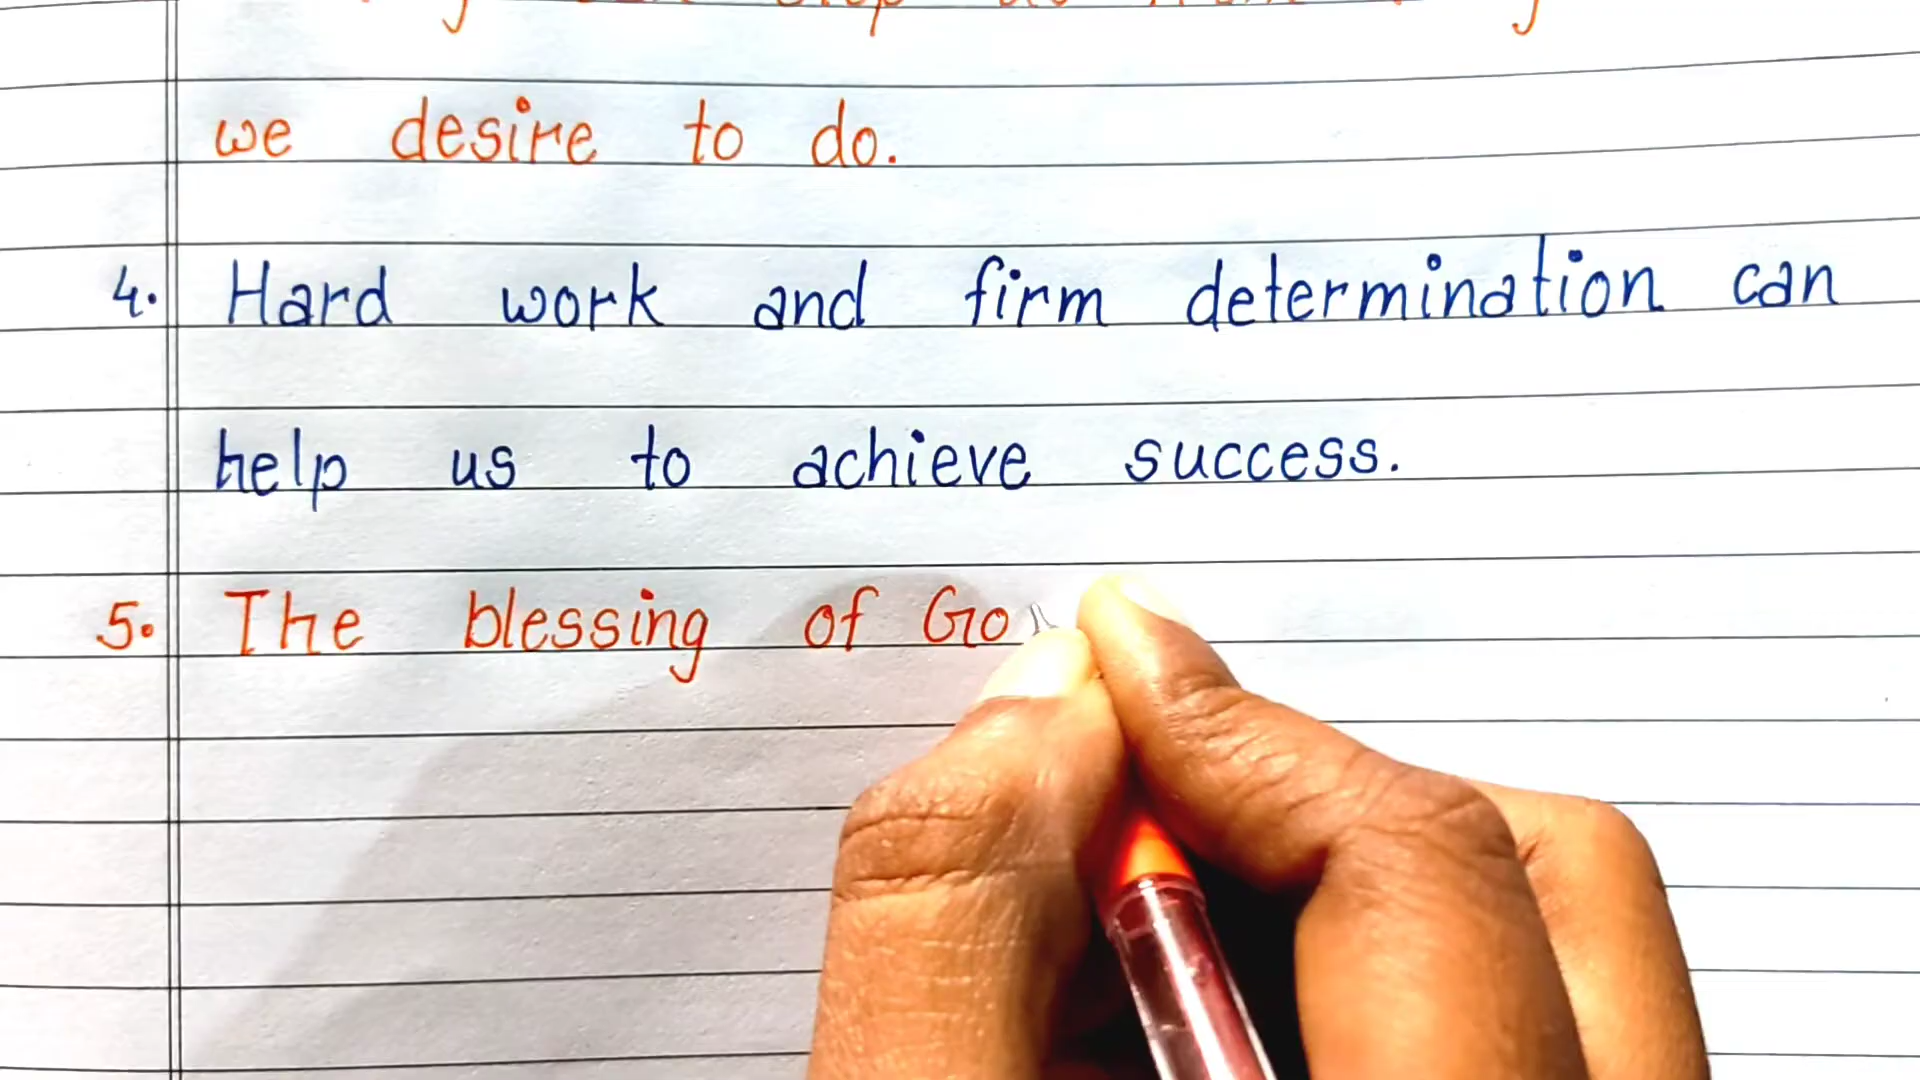 we desire to do.
4. Hard work and firm determination can
help us to achieve success.
5. The blessing of Go